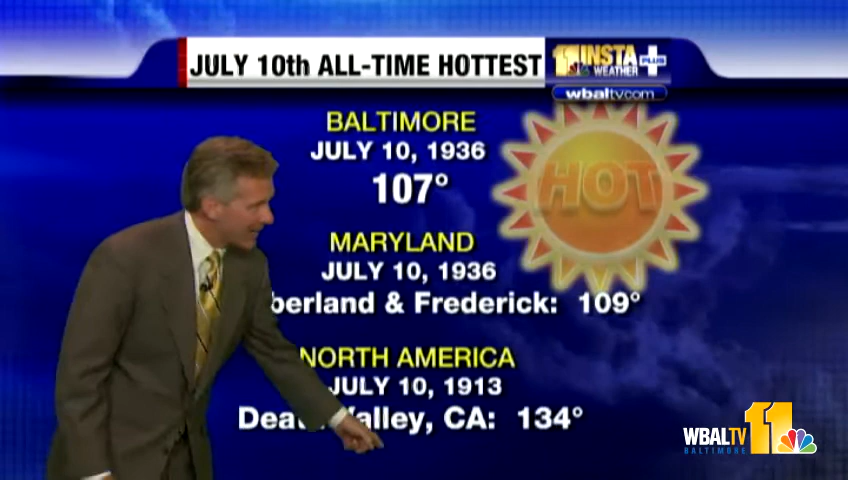 JULY 10th ALL-TIME HOTTEST
11 INSTA
WEATHER PLUS
wbaltv.com
BALTIMORE
JULY 10, 1936
107°
HOT
MARYLAND
JULY 10, 1936
berland & Frederick: 109°
NORTH AMERICA
JULY 10, 1913
Valley, CA: 134°
WBALTV 11
BALTIMORE